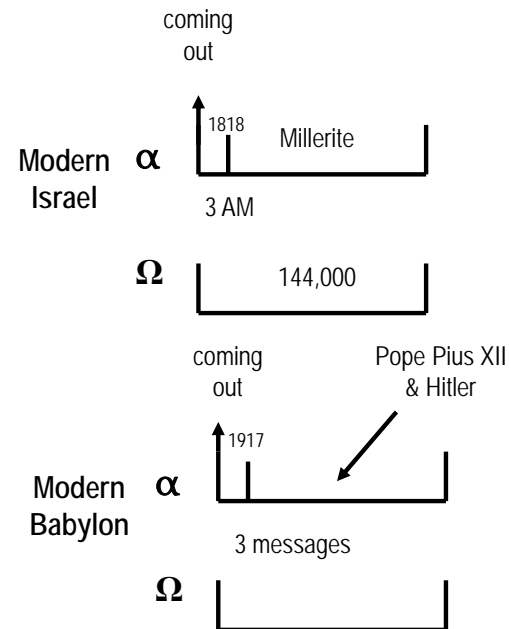 coming
out
1818
Millerite
Modern
Israel
α
3 AM
Ω
144,000
coming
out
Pope Pius XII
& Hitler
1917
Modern
Babylon
α
3 messages
Ω